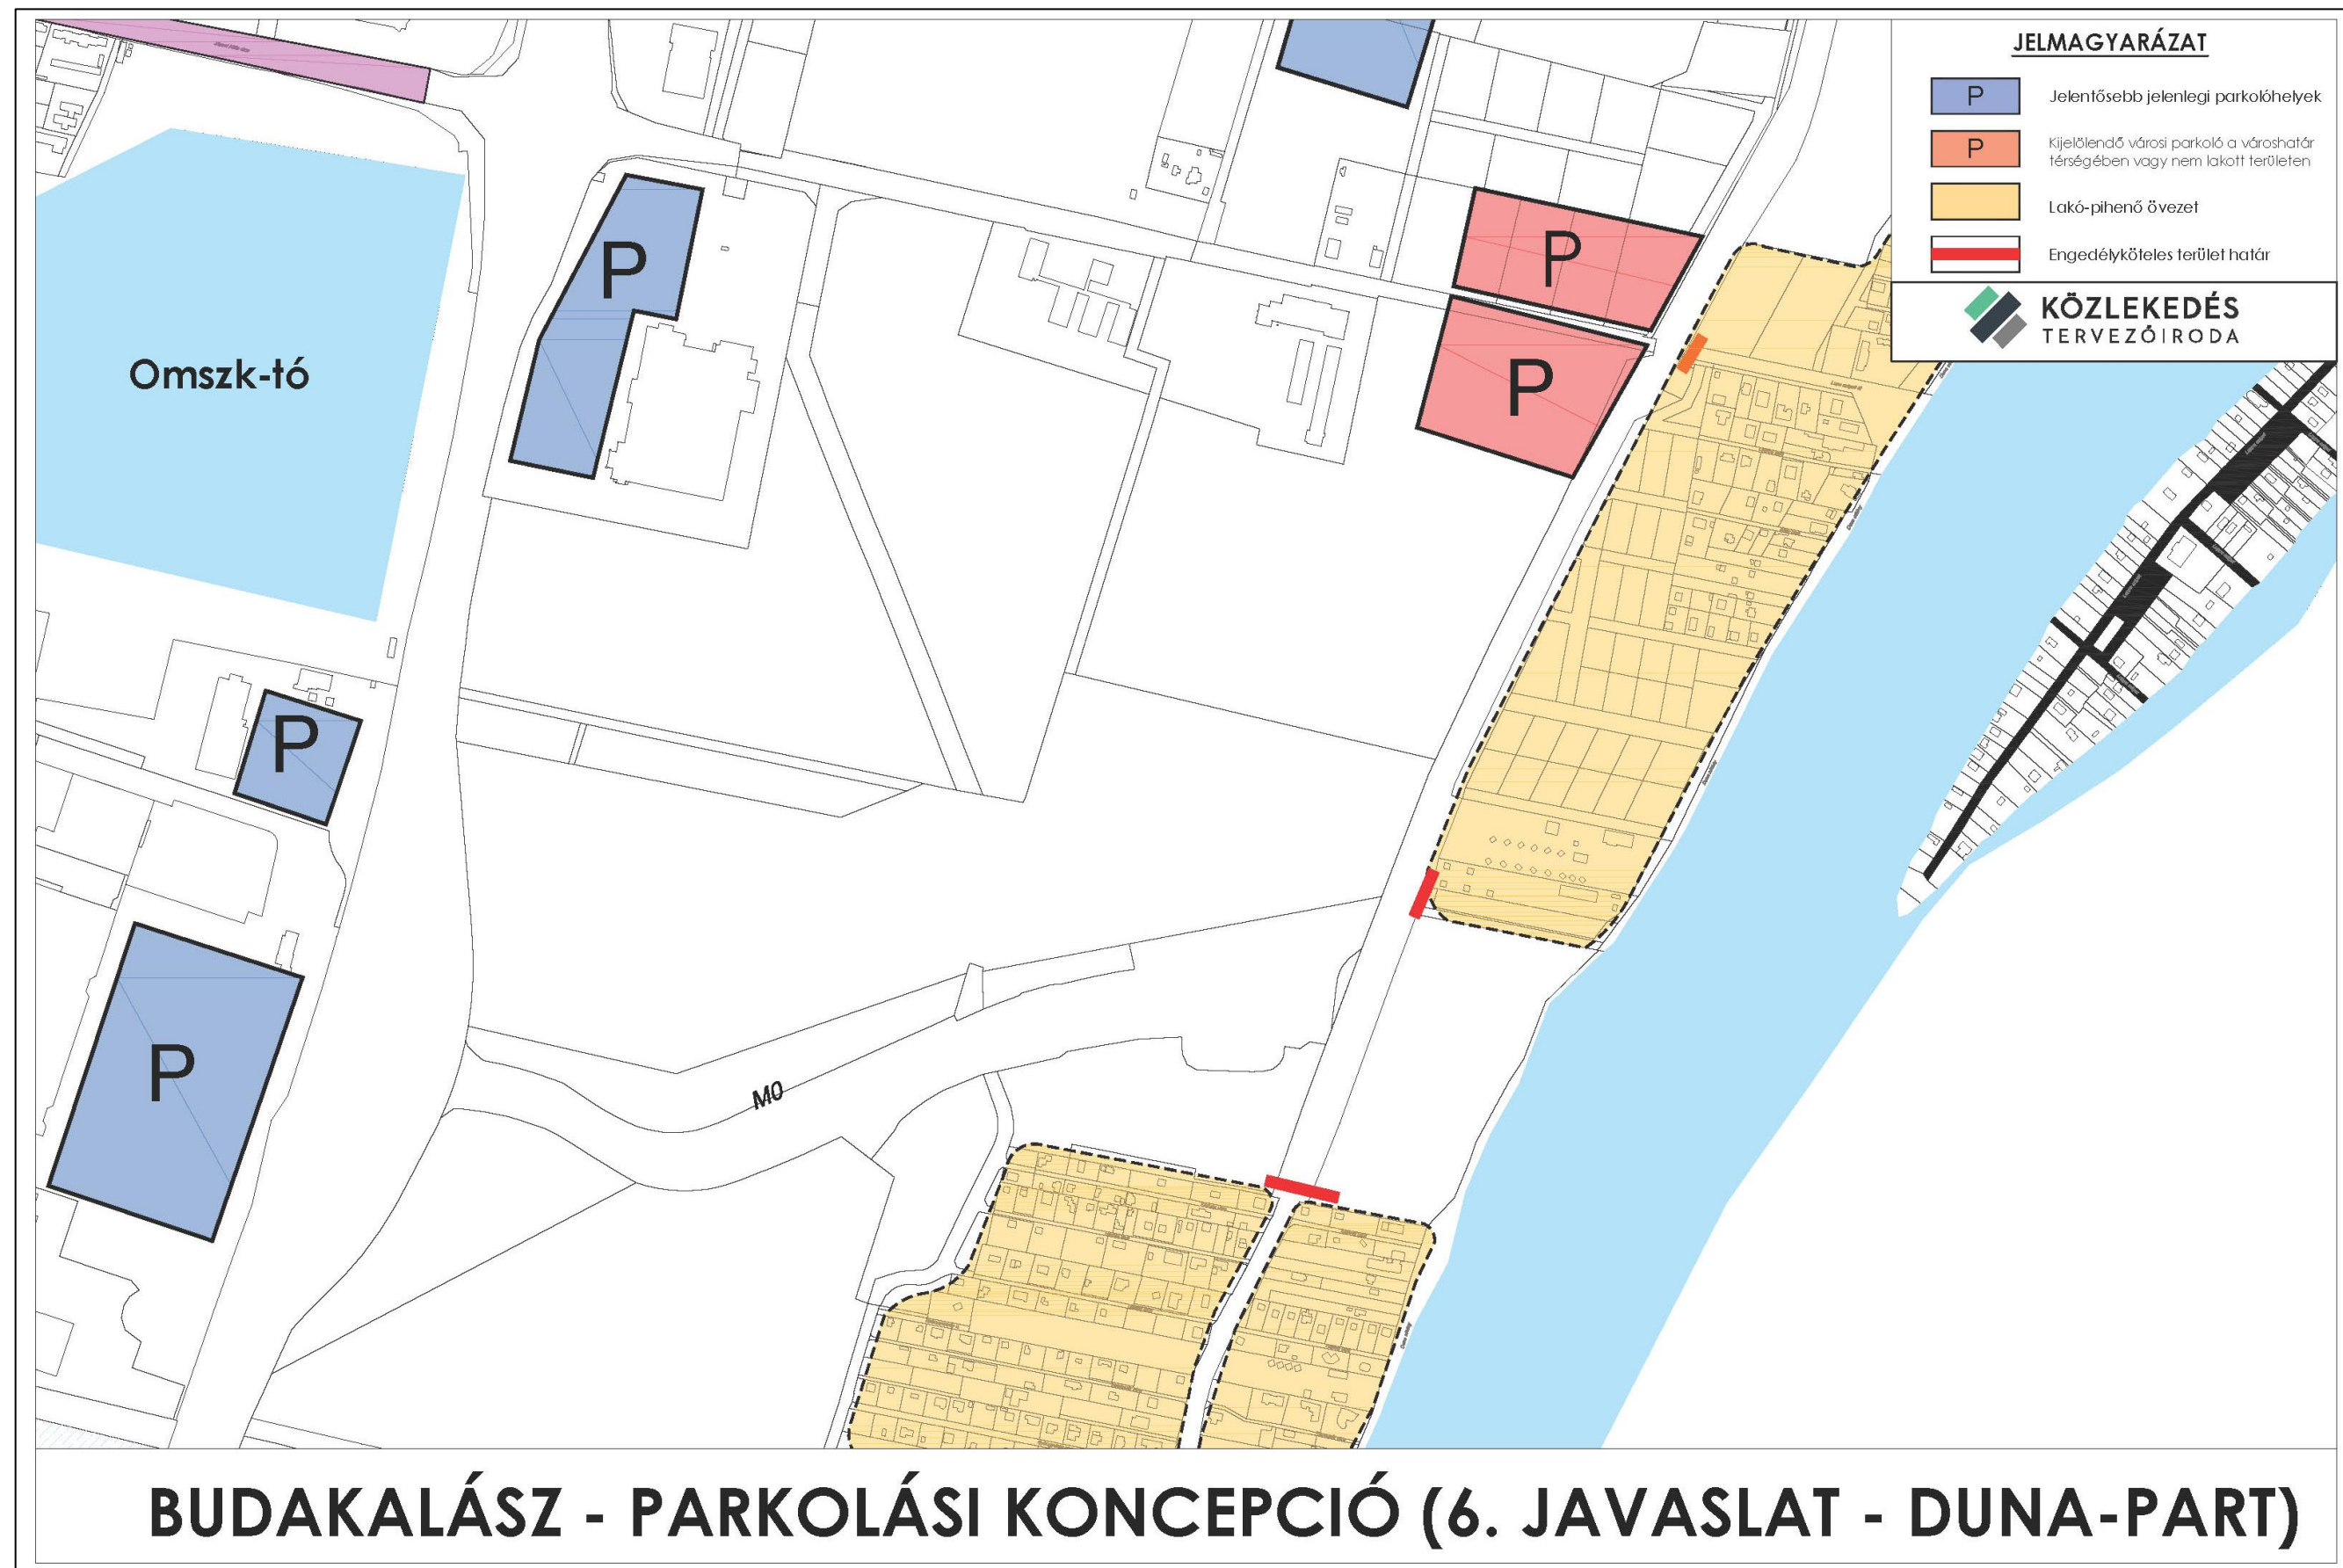 JELMAGYARÁZAT
P Jelentősebb jelenlegi parkolóhelyek
P Kijelölendő városi parkoló a városhatár
térségében vagy nem lakott területen
Lakó-pihenő övezet
Engedélyköteles terület határ
KÖZLEKEDÉS
TERVEZŐIRODA
P
P
Omszk-tó
P
P
P
M0
BUDAKALÁSZ - PARKOLÁSI KONCEPCIÓ (6. JAVASLAT - DUNA-PART)